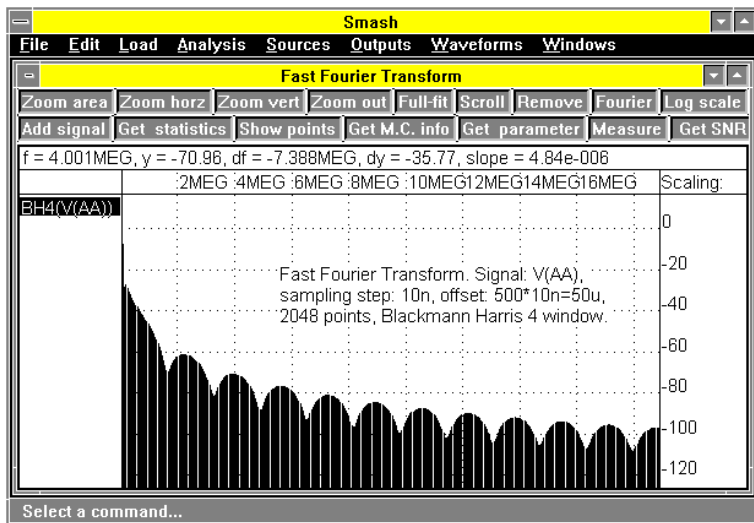 Smash
File Edit Load Analysis Sources Outputs Waveforms Windows
Fast Fourier Transform
Zoom area Zoom horz Zoom vert Zoom out Full-fit Scroll Remove Fourier Log scale
Add signal Get statistics Show points Get M.C. info Get parameter Measure Get SNR
f = 4.001MEG, y = -70.96, df = -7.388MEG, dy = -35.77, slope = 4.84e-006
2MEG 4MEG 6MEG 8MEG 10MEG 12MEG 14MEG 16MEG Scaling:
BH4(V(AA))
0
-20
Fast Fourier Transform. Signal: V(AA),
sampling step: 10n, offset: 500*10n=50u,
2048 points, Blackmann Harris 4 window.
-40
-60
-80
-100
-120
Select a command...